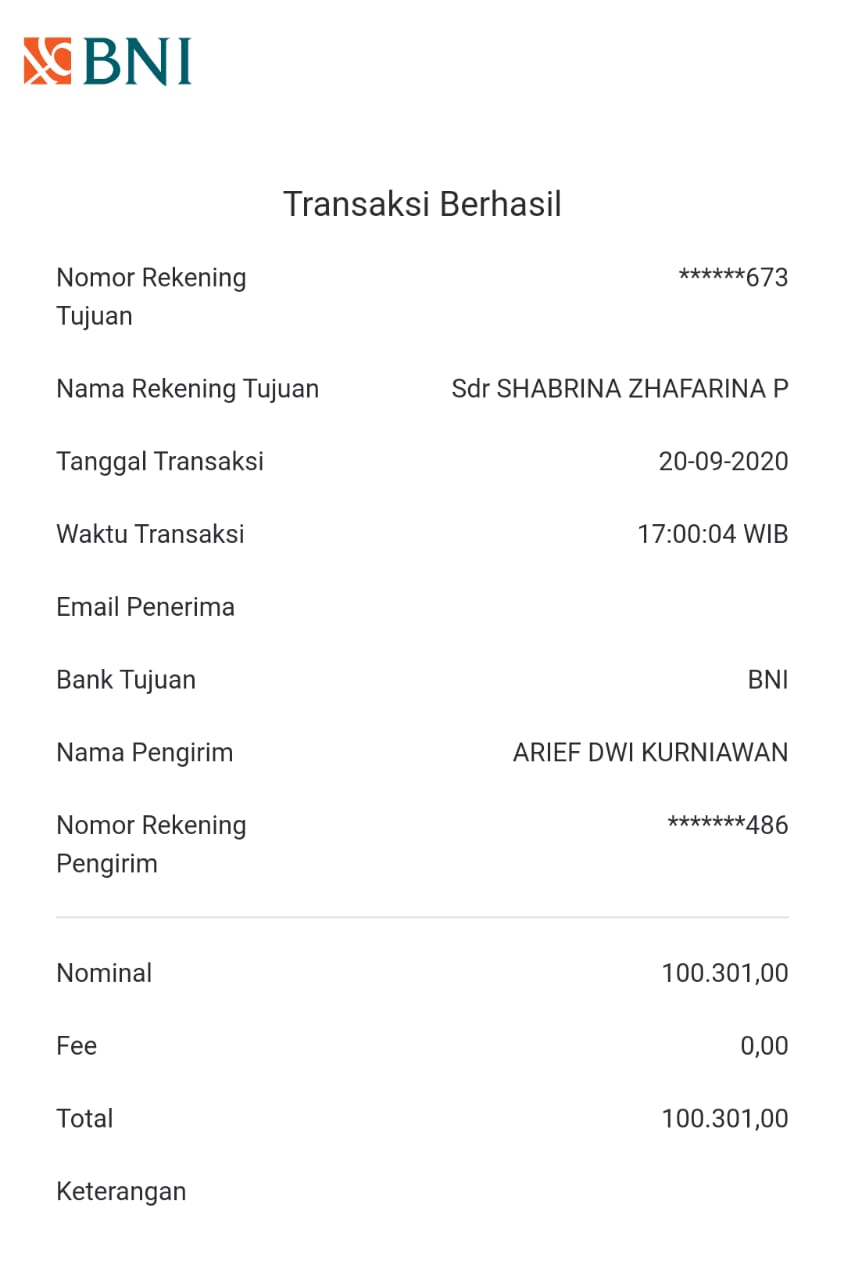 BNI
Transaksi Berhasil
Nomor Rekening Tujuan ******673
Nama Rekening Tujuan Sdr SHABRINA ZHAFARINA P
Tanggal Transaksi 20-09-2020
Waktu Transaksi 17:00:04 WIB
Email Penerima
Bank Tujuan BNI
Nama Pengirim ARIEF DWI KURNIAWAN
Nomor Rekening Pengirim *******486
Nominal 100.301,00
Fee 0,00
Total 100.301,00
Keterangan